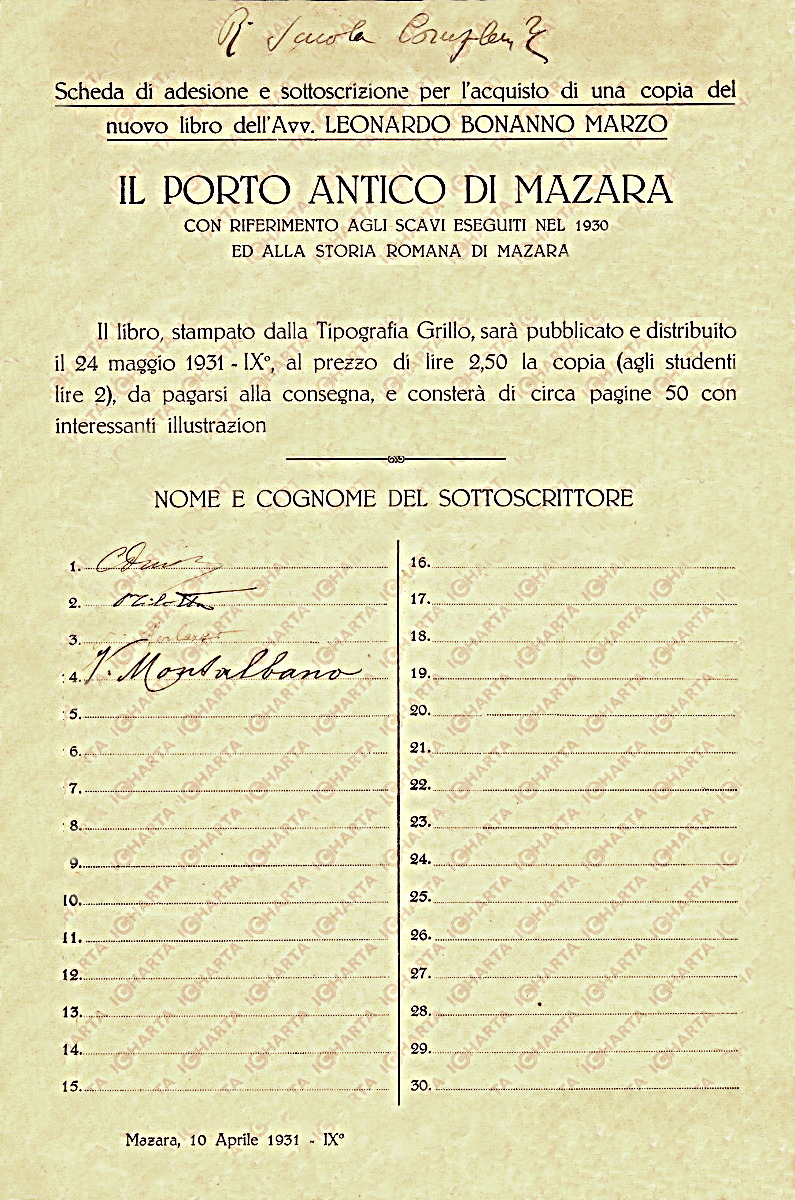 R. Scuola
Scheda di adesione e sottoscrizione per l'acquisto di una copia del
nuovo libro dell'Avv. LEONARDO BONANNO MARZO
IL PORTO ANTICO DI MAZARA
CON RIFERIMENTO AGLI SCAVI ESEGUITI NEL 1930
ED ALLA STORIA ROMANA DI MAZARA
Il libro, stampato dalla Tipografia Grillo, sarà pubblicato e distribuito
il 24 maggio 1931 - IXº, al prezzo di lire 2,50 la copia (agli studenti
lire 2), da pagarsi alla consegna, e consterà di circa pagine 50 con
interessanti illustrazion
NOME E COGNOME DEL SOTTOSCRITTORE
1.
2.
3.
4. V. Montalbano
5.
6.
7.
8.
9.
10.
11.
12.
13.
14.
15.
16.
17.
18.
19.
20.
21.
22.
23.
24.
25.
26.
27.
28.
29.
30.
Mazara, 10 Aprile 1931 - IXº